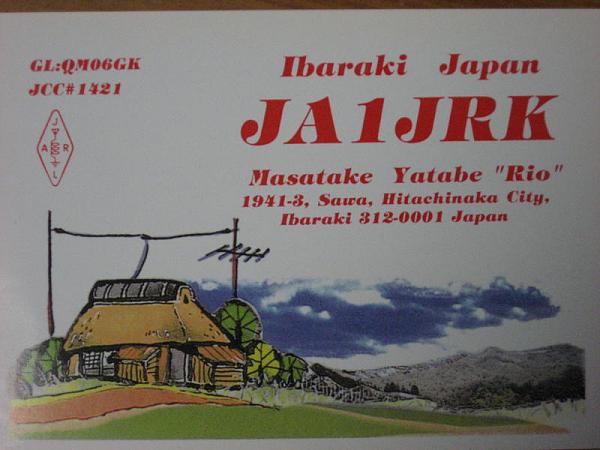 GL:QM06GK
JCC#1421
Ibaraki Japan
JA1JRK
Masatake Yatabe "Rio"
1941-3, Sawa, Hitachinaka City,
Ibaraki 312-0001 Japan
J
A R
L